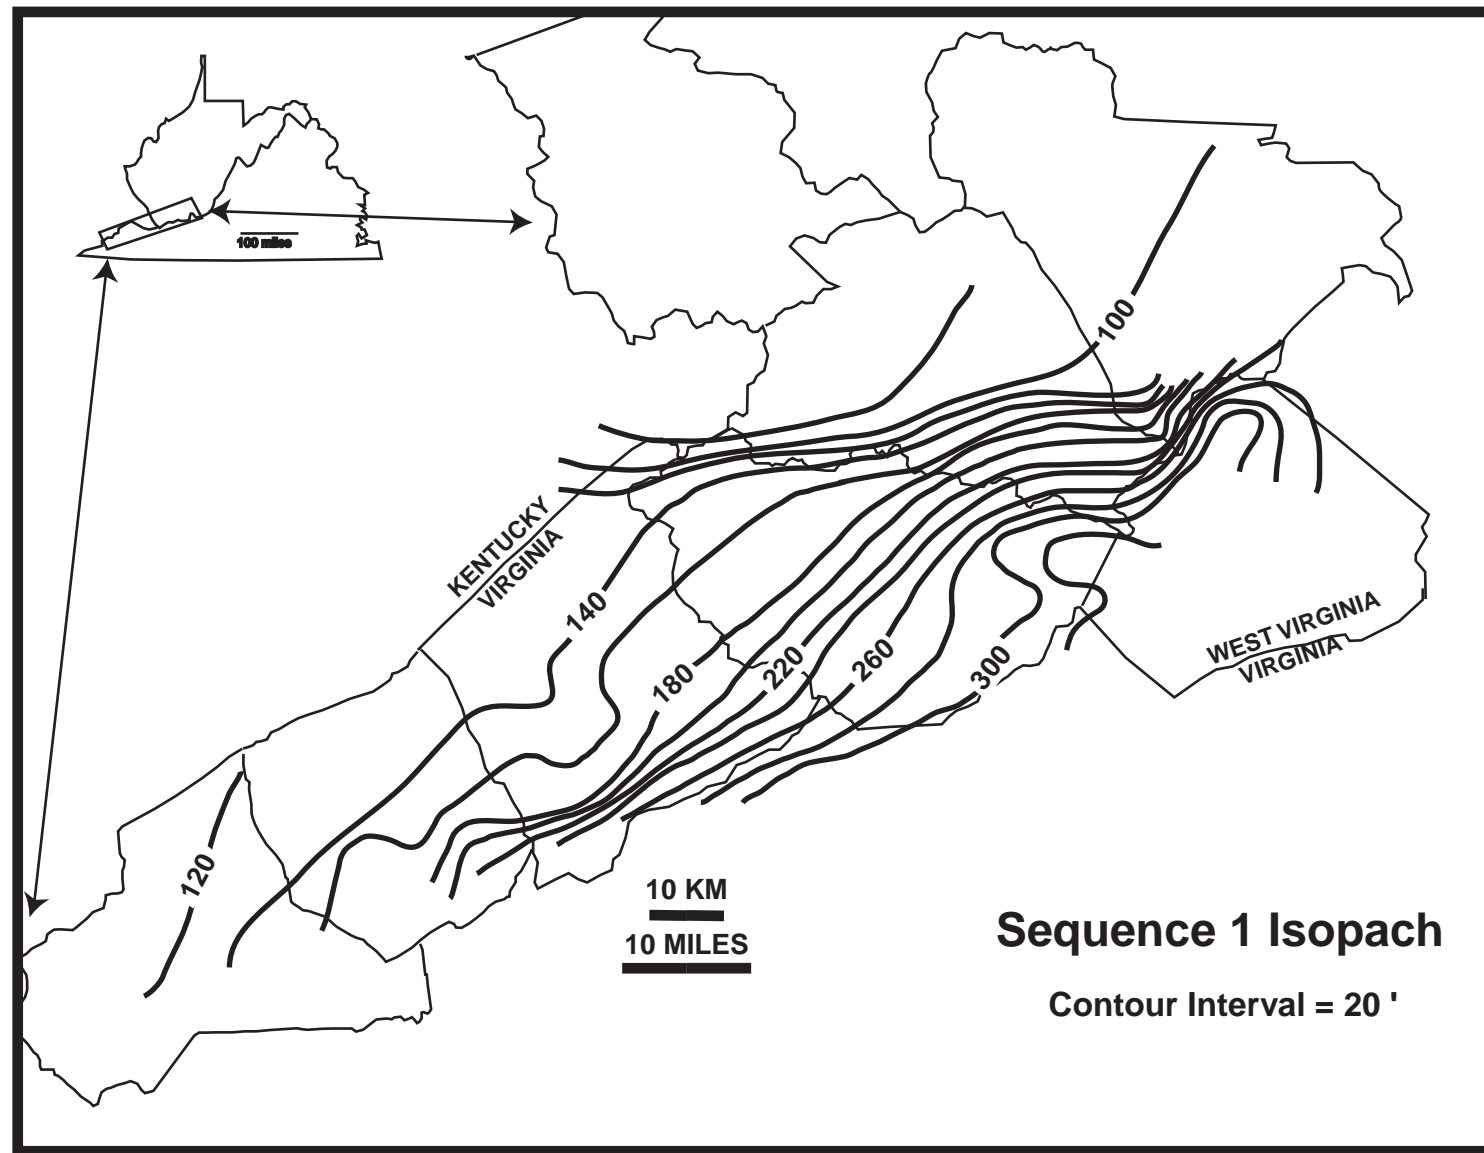 100 miles
100
KENTUCKY
VIRGINIA
140
WEST VIRGINIA
VIRGINIA
180
220
260
300
120
10 KM
10 MILES
Sequence 1 Isopach
Contour Interval = 20 '